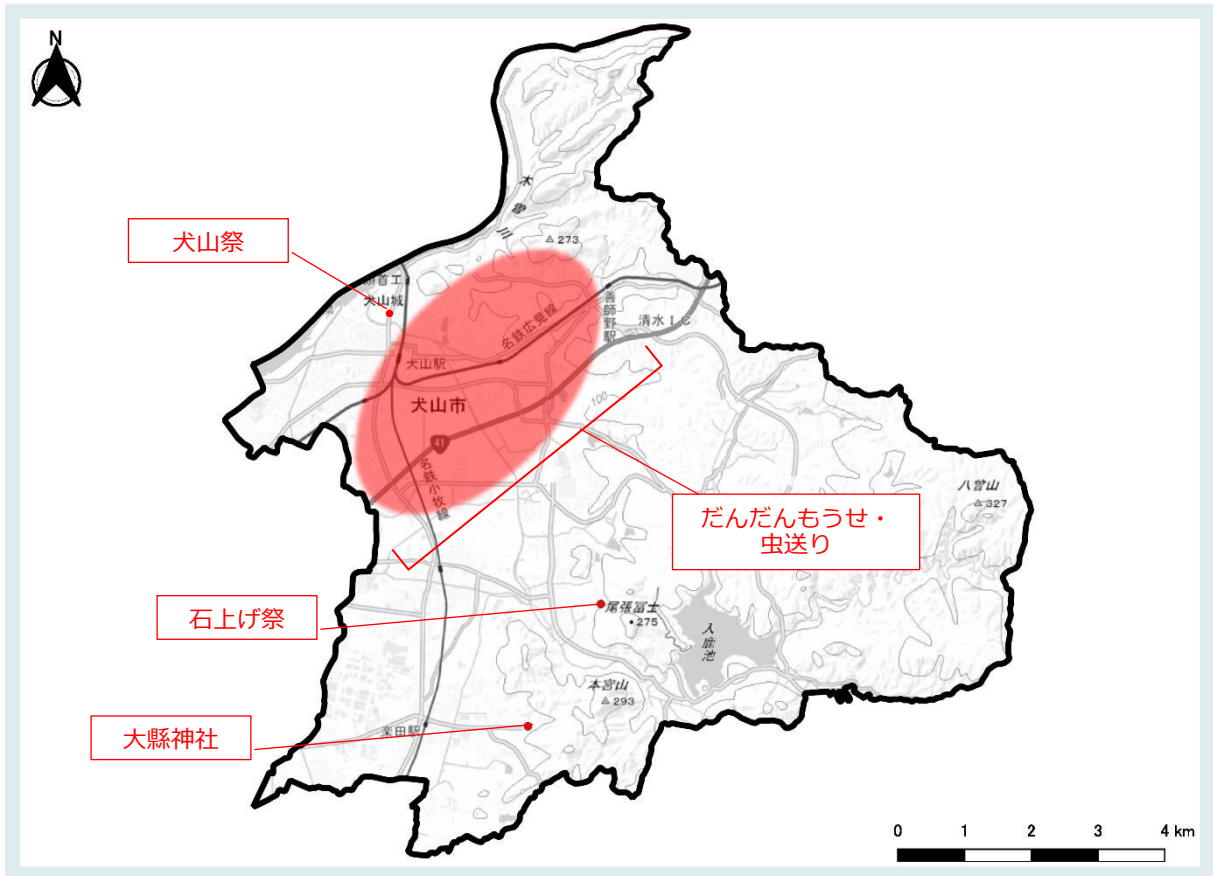 N
木曽川
273
犬山祭
犬山城
善師野駅
名鉄広見線
清水ＩＣ
犬山駅
100
犬山市
41
名鉄小牧線
八曽山
327
だんだんもうせ・
虫送り
石上げ祭
尾張冨士
275
入鹿池
本宮山
293
大縣神社
楽田駅
0 1 2 3 4 km